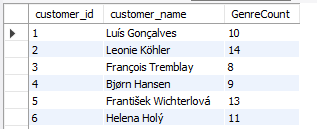 customer_id customer_name GenreCount
1 Luís Gonçalves 10
2 Leonie Köhler 14
3 François Tremblay 8
4 Bjørn Hansen 9
5 František Wichterlová 13
6 Helena Holý 11